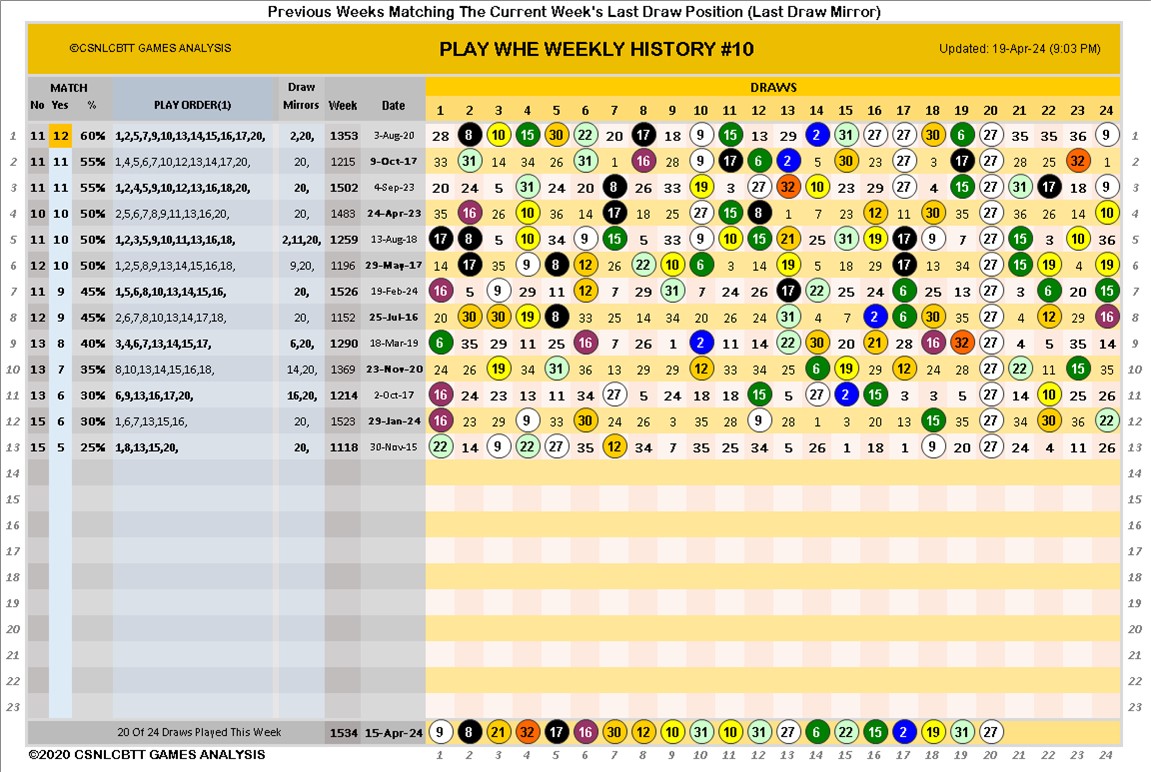 Previous Weeks Matching The Current Week's Last Draw Position (Last Draw Mirror)
©CSNLCBTT GAMES ANALYSIS PLAY WHE WEEKLY HISTORY #10 Updated: 19-Apr-24 (9:03 PM)
MATCH Draw DRAWS
No Yes % PLAY ORDER(1) Mirrors Week Date 1 2 3 4 5 6 7 8 9 10 11 12 13 14 15 16 17 18 19 20 21 22 23 24
1 11 12 60% 1,2,5,7,9,10,13,14,15,16,17,20, 2,20, 1353 3-Aug-20 28 8 10 15 30 22 20 17 18 9 15 13 29 2 31 27 27 30 6 27 35 35 36 9 1
2 11 11 55% 1,4,5,6,7,10,12,13,14,17,20, 20, 1215 9-Oct-17 33 31 14 34 26 31 1 16 28 9 17 6 2 5 30 23 27 3 17 27 28 25 32 1 2
3 11 11 55% 1,2,4,5,9,10,12,13,16,18,20, 20, 1502 4-Sep-23 20 24 5 31 24 20 8 26 33 19 3 27 32 10 23 29 27 4 15 27 31 17 18 9 3
4 10 10 50% 2,5,6,7,8,9,11,13,16,20, 20, 1483 24-Apr-23 35 16 26 10 36 14 17 18 25 27 15 8 1 7 23 12 11 30 35 27 36 26 14 10 4
5 11 10 50% 1,2,3,5,9,10,11,13,16,18, 2,11,20, 1259 13-Aug-18 17 8 5 10 34 9 15 5 33 9 10 15 21 25 31 19 17 9 7 27 15 3 10 36 5
6 12 10 50% 1,2,5,8,9,13,14,15,16,18, 9,20, 1196 29-May-17 14 17 35 9 8 12 26 22 10 6 3 14 19 5 18 29 17 13 34 27 15 19 4 19 6
7 11 9 45% 1,5,6,8,10,13,14,15,16, 20, 1526 19-Feb-24 16 5 9 29 11 12 7 29 31 7 24 26 17 22 25 24 6 25 13 27 3 6 20 15 7
8 12 9 45% 2,6,7,8,10,13,14,17,18, 20, 1152 25-Jul-16 20 30 30 19 8 33 25 14 34 20 26 24 31 4 7 2 6 30 35 27 4 12 29 16 8
9 13 8 40% 3,4,6,7,13,14,15,17, 6,20, 1290 18-Mar-19 6 35 29 11 25 16 7 26 1 2 11 14 22 30 20 21 28 16 32 27 4 5 35 14 9
10 13 7 35% 8,10,13,14,15,16,18, 14,20, 1369 23-Nov-20 24 26 19 34 31 36 13 29 29 12 33 34 25 6 19 29 12 24 28 27 22 11 15 35 10
11 13 6 30% 6,9,13,16,17,20, 16,20, 1214 2-Oct-17 16 24 23 13 11 34 27 5 24 18 18 15 5 27 2 15 3 3 5 27 14 10 25 26 11
12 15 6 30% 1,6,7,13,15,16, 20, 1523 29-Jan-24 16 23 29 9 33 30 24 26 3 35 28 9 28 1 3 20 13 15 35 27 34 30 36 22 12
13 15 5 25% 1,8,13,15,20, 20, 1118 30-Nov-15 22 14 9 22 27 35 12 34 7 35 28 34 5 26 1 18 1 9 20 27 24 4 11 26 13
14 14
15 15
16 16
17 17
18 18
19 19
20 20
21 21
22 22
23 23
20 Of 24 Draws Played This Week 1534 15-Apr-24 9 8 21 32 17 16 30 12 10 31 10 31 27 6 22 15 2 19 31 27
©2020 CSNLCBTT GAMES ANALYSIS 1 2 3 4 5 6 7 8 9 10 11 12 13 14 15 16 17 18 19 20 21 22 23 24